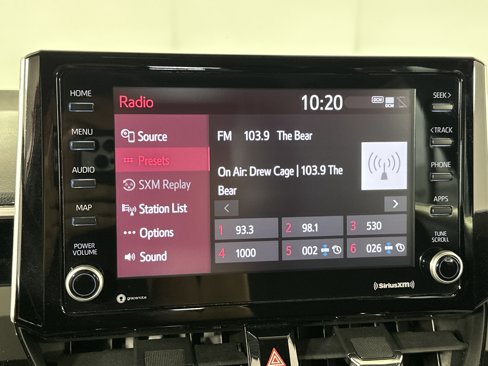 HOME
MENU
AUDIO
MAP
POWER
VOLUME
Radio
10:20
DCM
DCM
Source
Presets
SXM Replay
Station List
Options
Sound
FM 103.9 The Bear
On Air: Drew Cage | 103.9 The
Bear
1 93.3
2 98.1
3 530
4 1000
5 002
6 026
SEEK >
< TRACK
PHONE
APPS
TUNE
SCROLL
gracenote
((SiriusXM))